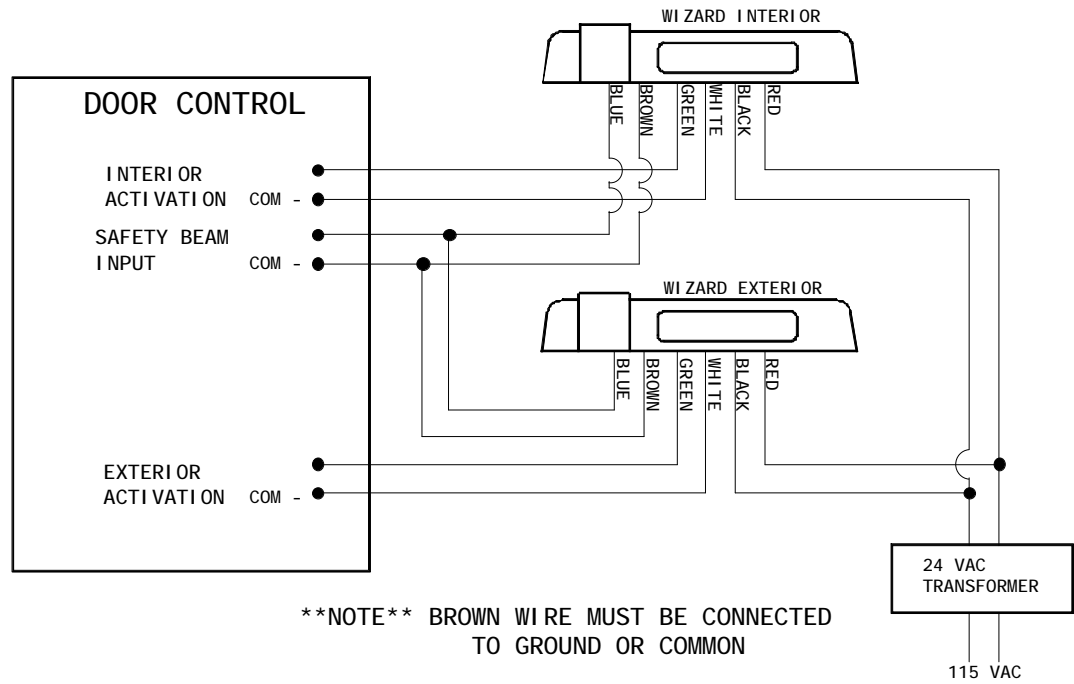 WIZARD INTERIOR
DOOR CONTROL
BLUE
BROWN
GREEN
WHITE
BLACK
RED
INTERIOR
ACTIVATION COM -
SAFETY BEAM
INPUT COM -
WIZARD EXTERIOR
BLUE
BROWN
GREEN
WHITE
BLACK
RED
EXTERIOR
ACTIVATION COM -
24 VAC
TRANSFORMER
**NOTE** BROWN WIRE MUST BE CONNECTED
TO GROUND OR COMMON
115 VAC